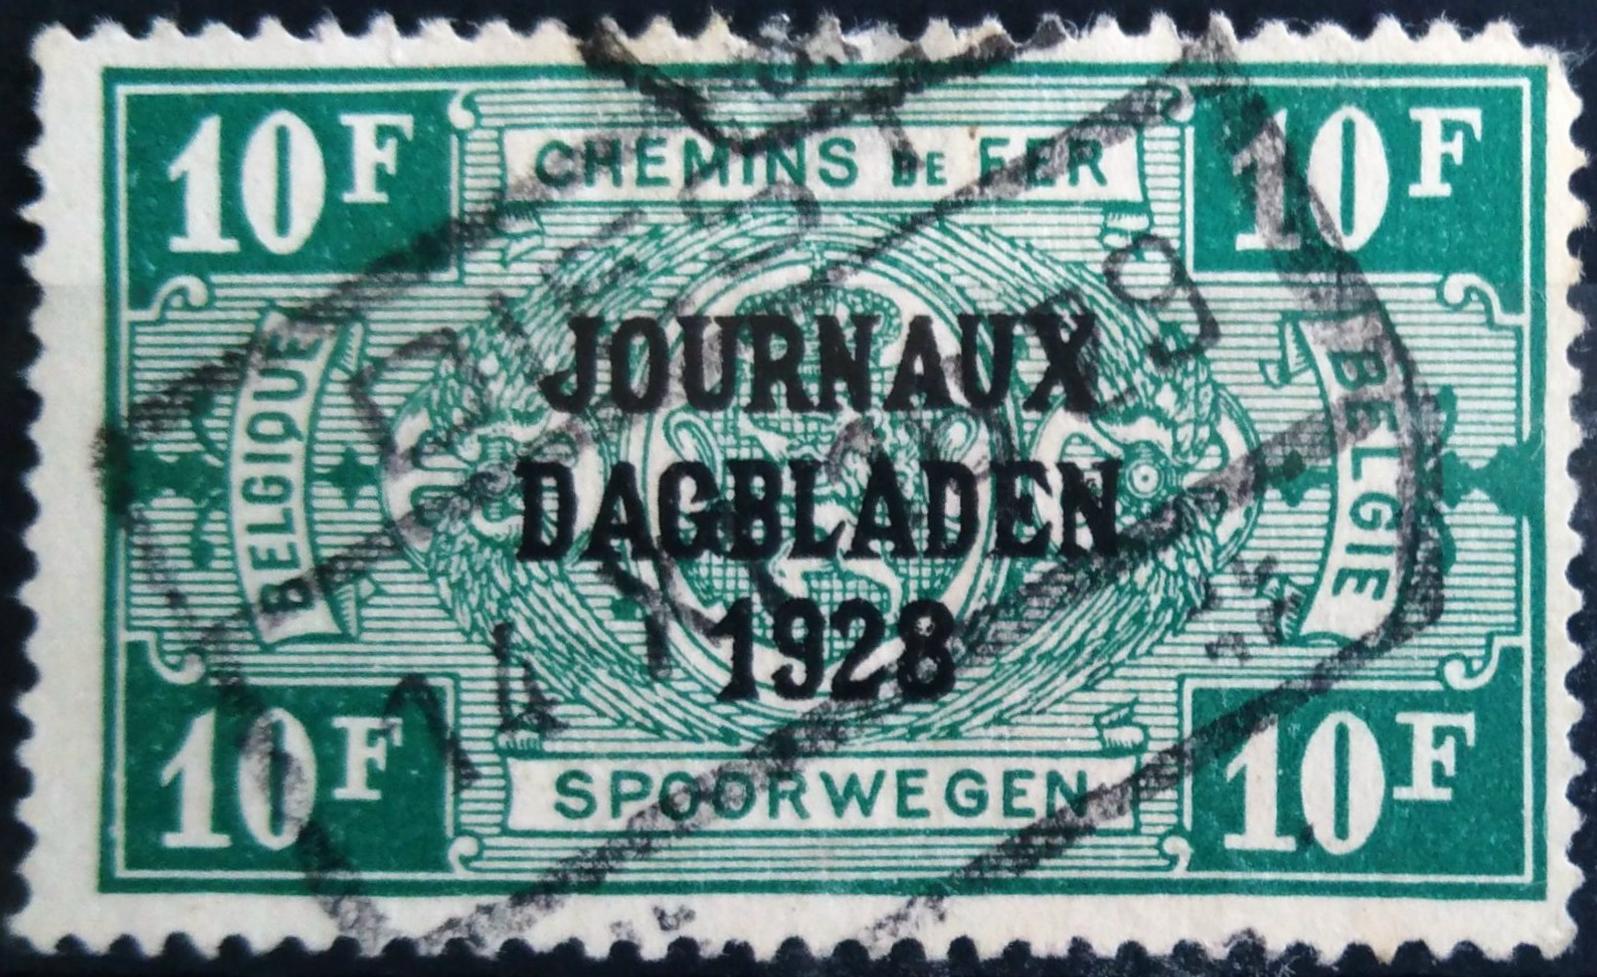 10F
CHEMINS DE FER
10F
BELGIQUE
JOURNAUX
DAGBLADEN
1928
BELGIE
10F
SPOORWEGEN
10F